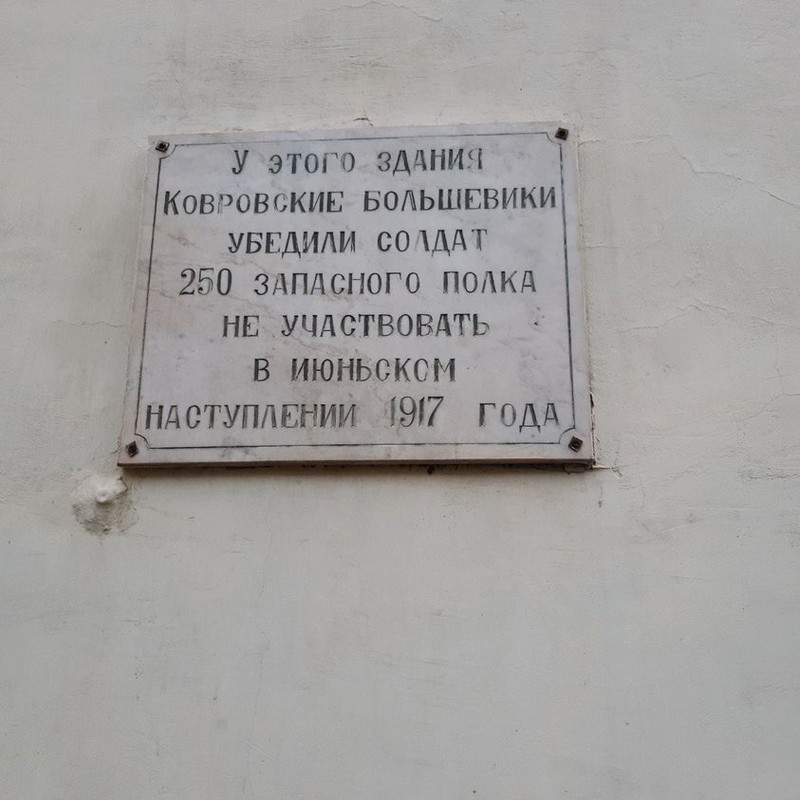 У ЭТОГО ЗДАНИЯ
КОВРОВСКИЕ БОЛЬШЕВИКИ
УБЕДИЛИ СОЛДАТ
250 ЗАПАСНОГО ПОЛКА
НЕ УЧАСТВОВАТЬ
В ИЮНЬСКОМ
НАСТУПЛЕНИИ 1917 ГОДА